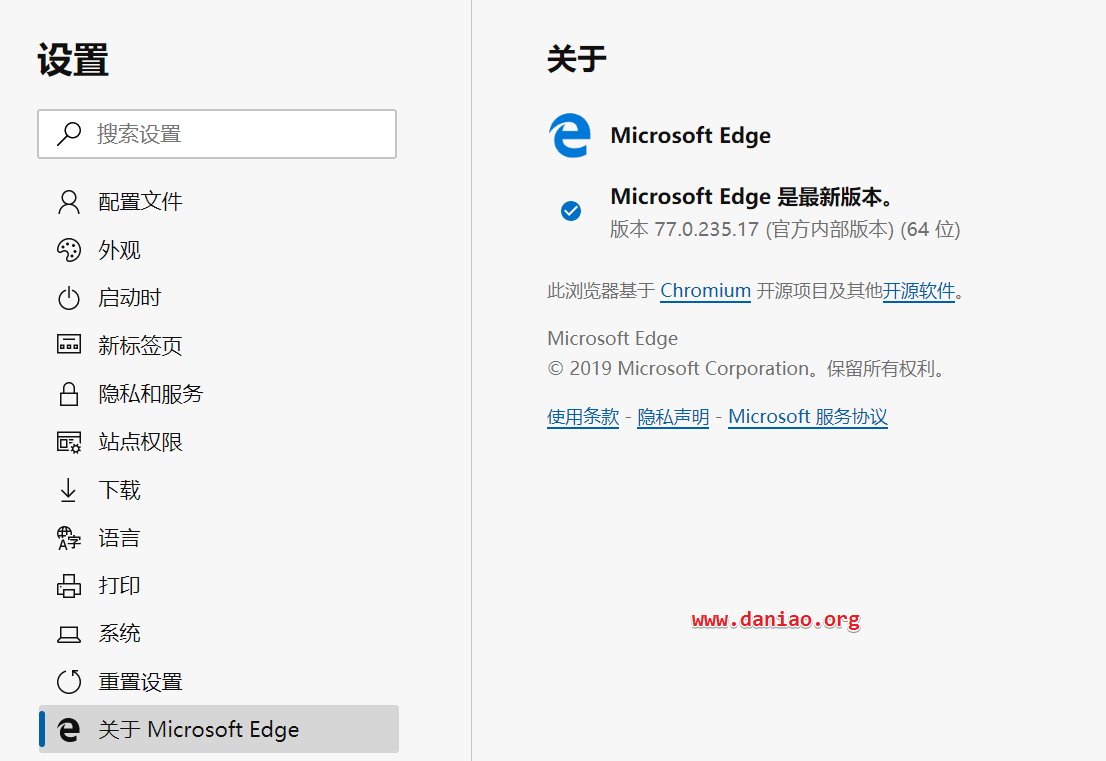 设置
搜索设置
配置文件
外观
启动时
新标签页
隐私和服务
站点权限
下载
语言
打印
系统
重置设置
关于 Microsoft Edge
关于
Microsoft Edge
Microsoft Edge 是最新版本。
版本 77.0.235.17 (官方内部版本) (64 位)
此浏览器基于 Chromium 开源项目及其他开源软件。
Microsoft Edge
© 2019 Microsoft Corporation。保留所有权利。
使用条款 - 隐私声明 - Microsoft 服务协议
www.daniao.org